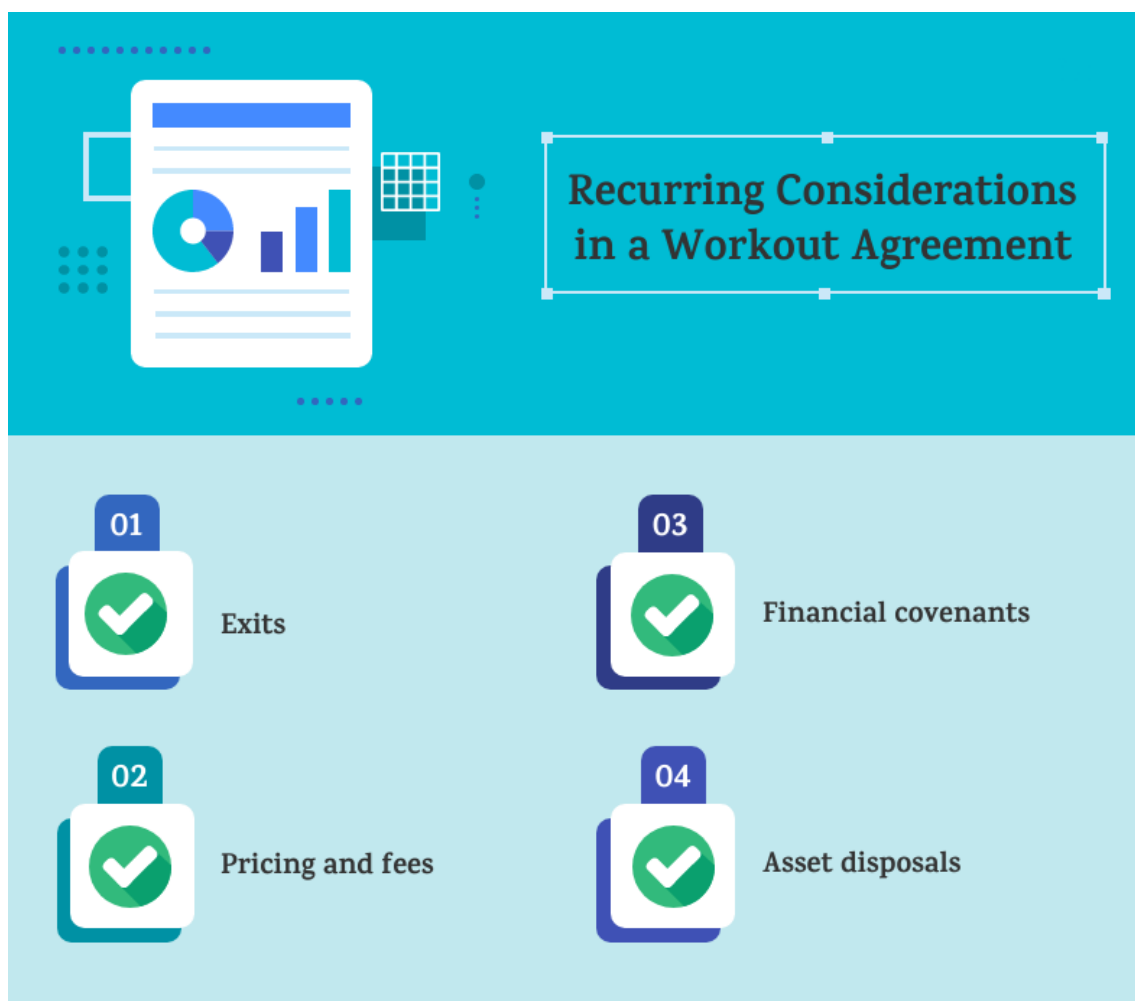 Recurring Considerations
in a Workout Agreement
01
Exits
02
Pricing and fees
03
Financial covenants
04
Asset disposals